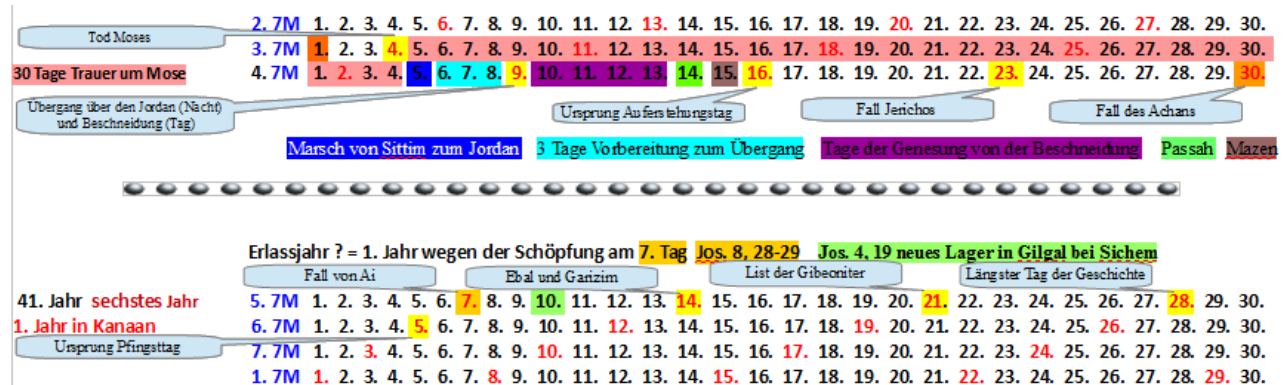 2. 7M 1. 2. 3. 4. 5. 6. 7. 8. 9. 10. 11. 12. 13. 14. 15. 16. 17. 18. 19. 20. 21. 22. 23. 24. 25. 26. 27. 28. 29. 30.
Tod Moses
3. 7M 1. 2. 3. 4. 5. 6. 7. 8. 9. 10. 11. 12. 13. 14. 15. 16. 17. 18. 19. 20. 21. 22. 23. 24. 25. 26. 27. 28. 29. 30.
30 Tage Trauer um Mose 4. 7M 1. 2. 3. 4. 5. 6. 7. 8. 9. 10. 11. 12. 13. 14. 15. 16. 17. 18. 19. 20. 21. 22. 23. 24. 25. 26. 27. 28. 29. 30.
Übergang über den Jordan (Nacht)
und Beschneidung (Tag)
Ursprung Auferstehungstag
Fall Jerichos
Fall des Achans
Marsch von Sittim zum Jordan 3 Tage Vorbereitung zum Übergang Tage der Genesung von der Beschneidung Passah Mazen
Erlassjahr ? = 1. Jahr wegen der Schöpfung am 7. Tag Jos. 8, 28-29 Jos. 4, 19 neues Lager in Gilgal bei Sichem
Fall von Ai
Ebal und Garizim
List der Gibeoniter
Längster Tag der Geschichte
41. Jahr sechstes Jahr 5. 7M 1. 2. 3. 4. 5. 6. 7. 8. 9. 10. 11. 12. 13. 14. 15. 16. 17. 18. 19. 20. 21. 22. 23. 24. 25. 26. 27. 28. 29. 30.
1. Jahr in Kanaan 6. 7M 1. 2. 3. 4. 5. 6. 7. 8. 9. 10. 11. 12. 13. 14. 15. 16. 17. 18. 19. 20. 21. 22. 23. 24. 25. 26. 27. 28. 29. 30.
Ursprung Pfingsttag
7. 7M 1. 2. 3. 4. 5. 6. 7. 8. 9. 10. 11. 12. 13. 14. 15. 16. 17. 18. 19. 20. 21. 22. 23. 24. 25. 26. 27. 28. 29. 30.
1. 7M 1. 2. 3. 4. 5. 6. 7. 8. 9. 10. 11. 12. 13. 14. 15. 16. 17. 18. 19. 20. 21. 22. 23. 24. 25. 26. 27. 28. 29. 30.